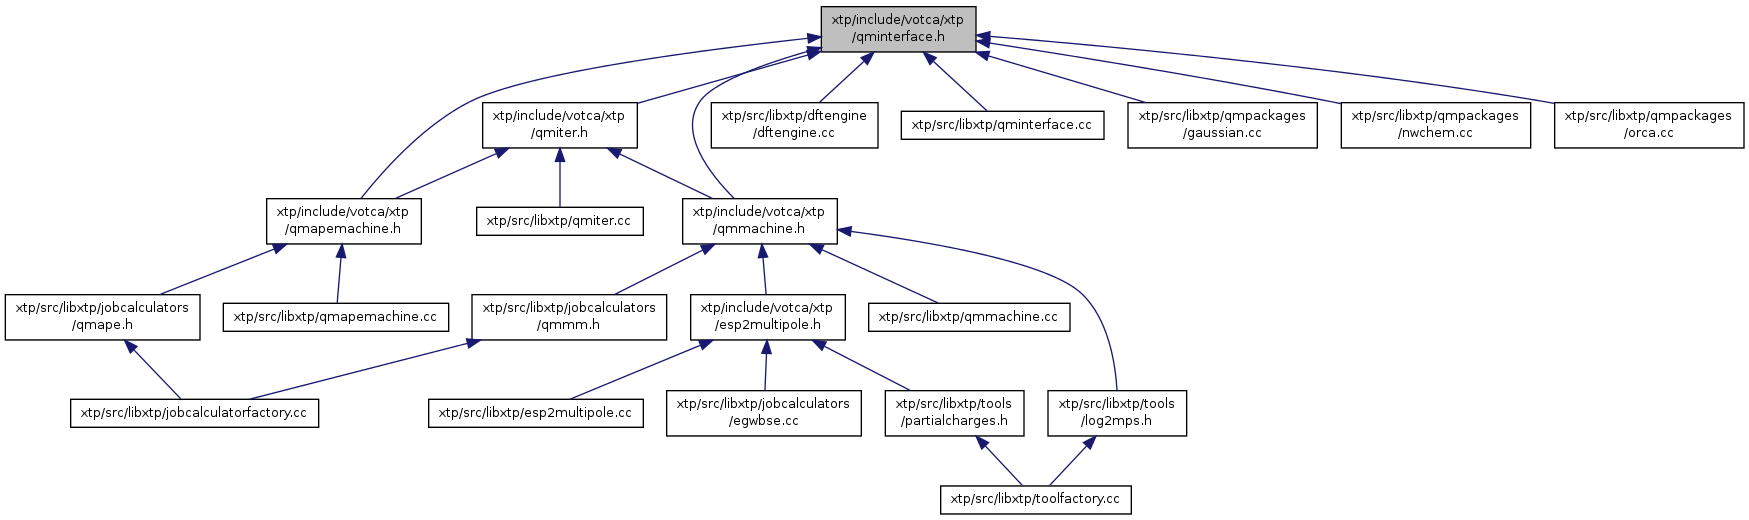 xtp/include/votca/xtp
/qminterface.h
xtp/include/votca/xtp
/qmiter.h
xtp/src/libxtp/dftengine
/dftengine.cc
xtp/src/libxtp/qminterface.cc
xtp/src/libxtp/qmpackages
/gaussian.cc
xtp/src/libxtp/qmpackages
/nwchem.cc
xtp/src/libxtp/qmpackages
/orca.cc
xtp/include/votca/xtp
/qmapemachine.h
xtp/src/libxtp/qmiter.cc
xtp/include/votca/xtp
/qmmachine.h
xtp/src/libxtp/jobcalculators
/qmape.h
xtp/src/libxtp/qmapemachine.cc
xtp/src/libxtp/jobcalculators
/qmmm.h
xtp/include/votca/xtp
/esp2multipole.h
xtp/src/libxtp/qmmachine.cc
xtp/src/libxtp/jobcalculatorfactory.cc
xtp/src/libxtp/esp2multipole.cc
xtp/src/libxtp/jobcalculators
/egwbse.cc
xtp/src/libxtp/tools
/partialcharges.h
xtp/src/libxtp/tools
/log2mps.h
xtp/src/libxtp/toolfactory.cc